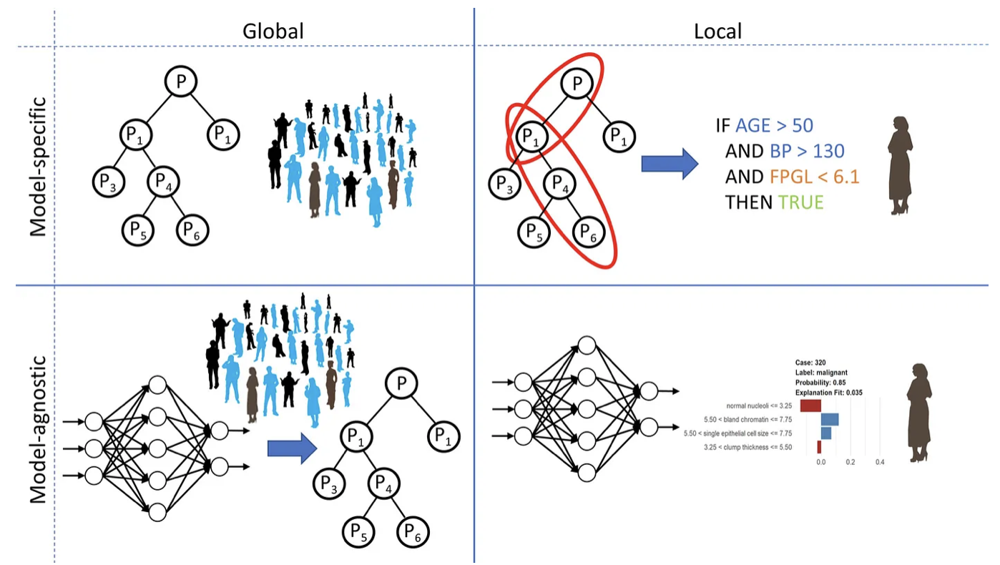 Global
Local
Model-specific
P
P₁
P₁
P₃
P₄
P₅
P₆
P
P₁
P₁
P₃
P₄
P₅
P₆
IF AGE > 50
AND BP > 130
AND FPGL < 6.1
THEN TRUE
Model-agnostic
P
P₁
P₁
P₃
P₄
P₅
P₆
Case: 320
Label: malignant
Probability: 0.85
Explanation Fit: 0.035
normal nucleoli <= 3.25
5.50 < bland chromatin <= 7.75
5.50 < single epithelial cell size <= 7.75
3.25 < clump thickness <= 5.50
0.0 0.2 0.4